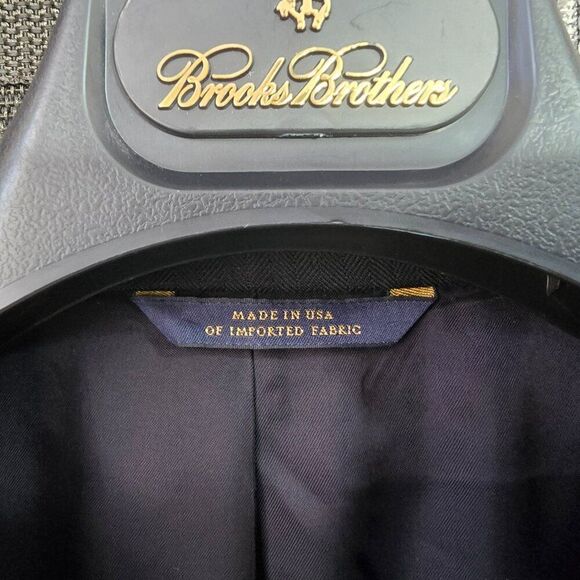 Brooks Brothers
MADE IN USA
OF IMPORTED FABRIC